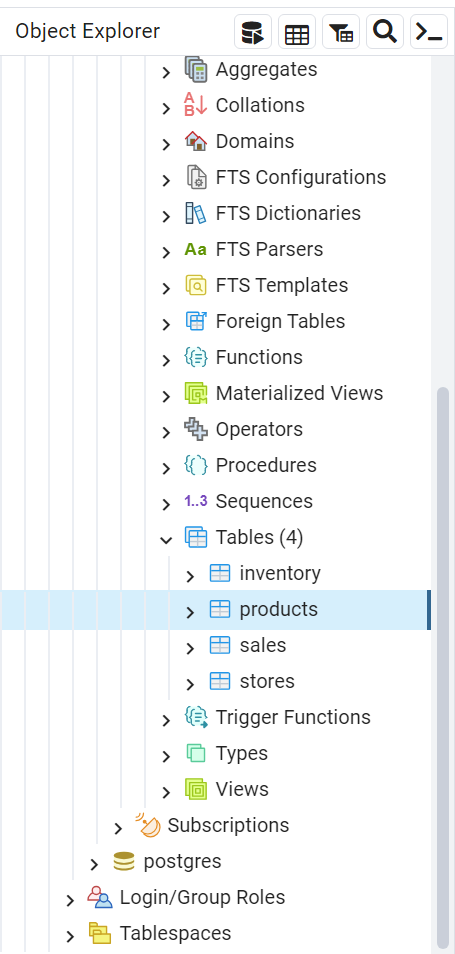 Object Explorer
Aggregates
Collations
Domains
FTS Configurations
FTS Dictionaries
Aa FTS Parsers
FTS Templates
Foreign Tables
Functions
Materialized Views
Operators
Procedures
1..3 Sequences
Tables (4)
inventory
products
sales
stores
Trigger Functions
Types
Views
Subscriptions
postgres
Login/Group Roles
Tablespaces